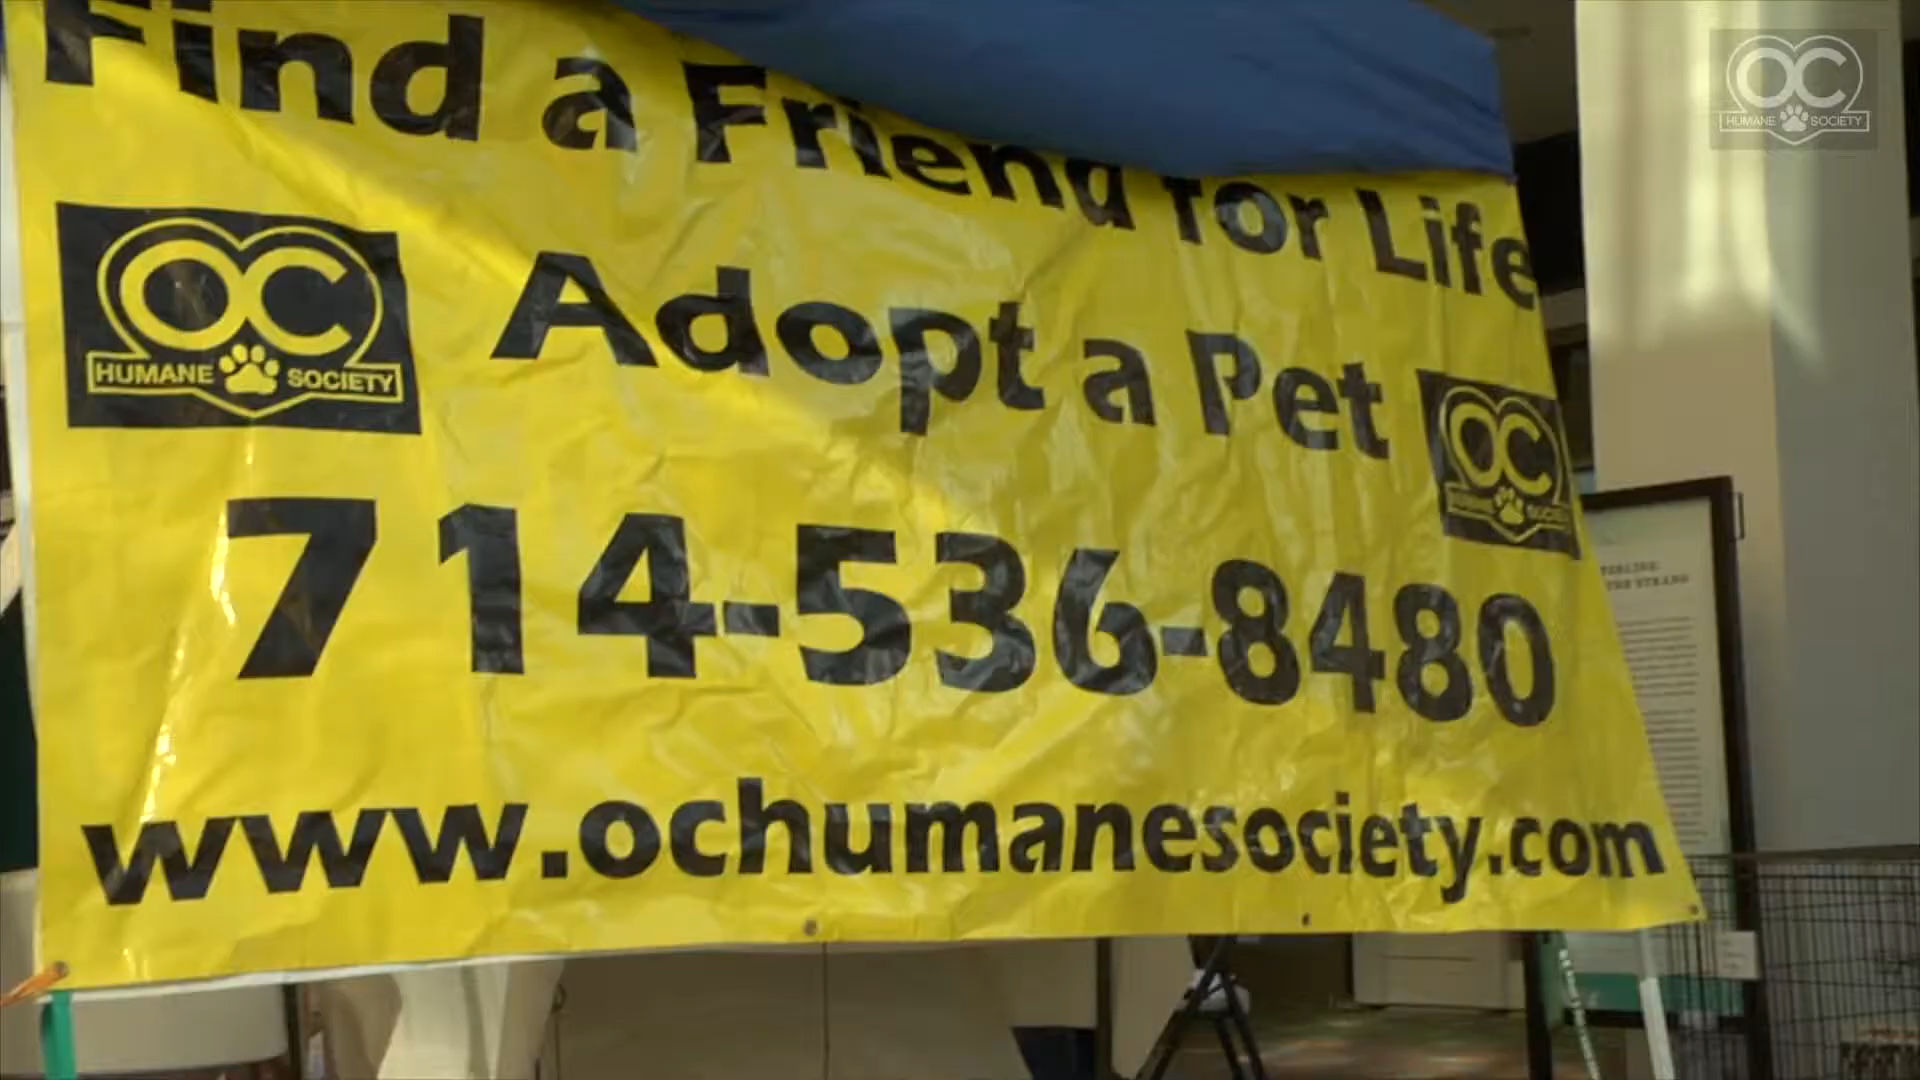 Find a Friend for Life
OC
HUMANE SOCIETY
Adopt a Pet
OC
HUMANE SOCIETY
714-536-8480
www.ochumanesociety.com
OC
HUMANE SOCIETY